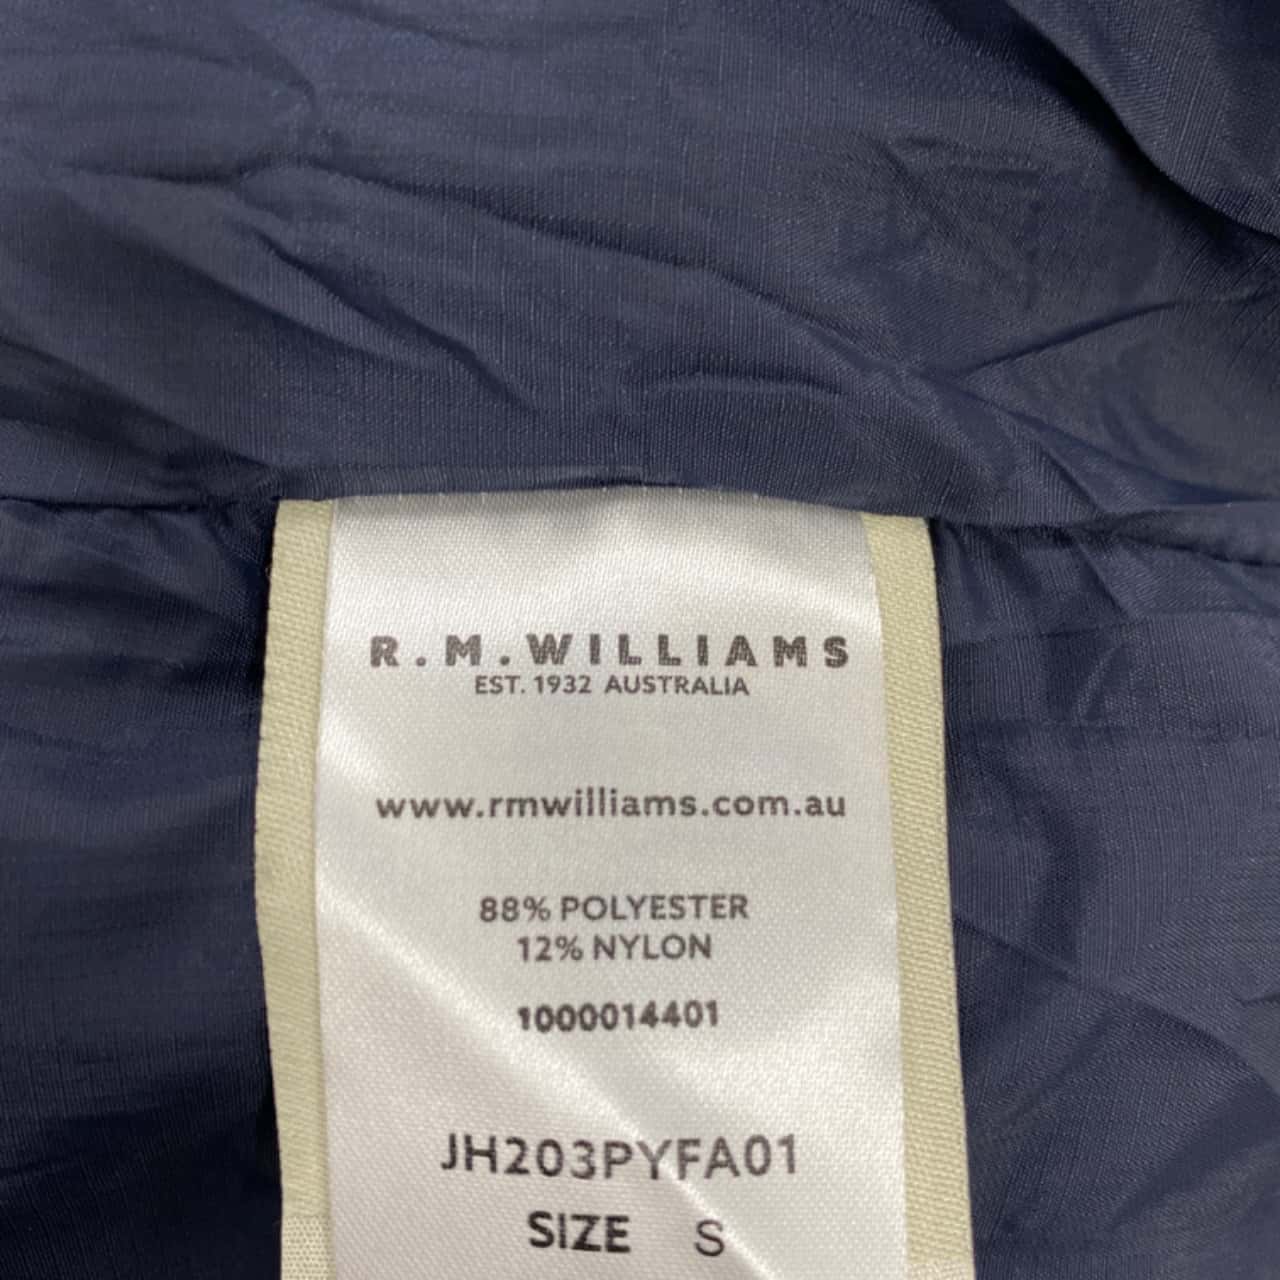 R.M.WILLIAMS
EST. 1932 AUSTRALIA
www.rmwilliams.com.au
88% POLYESTER
12% NYLON
1000014401
JH203PYFA01
SIZE S